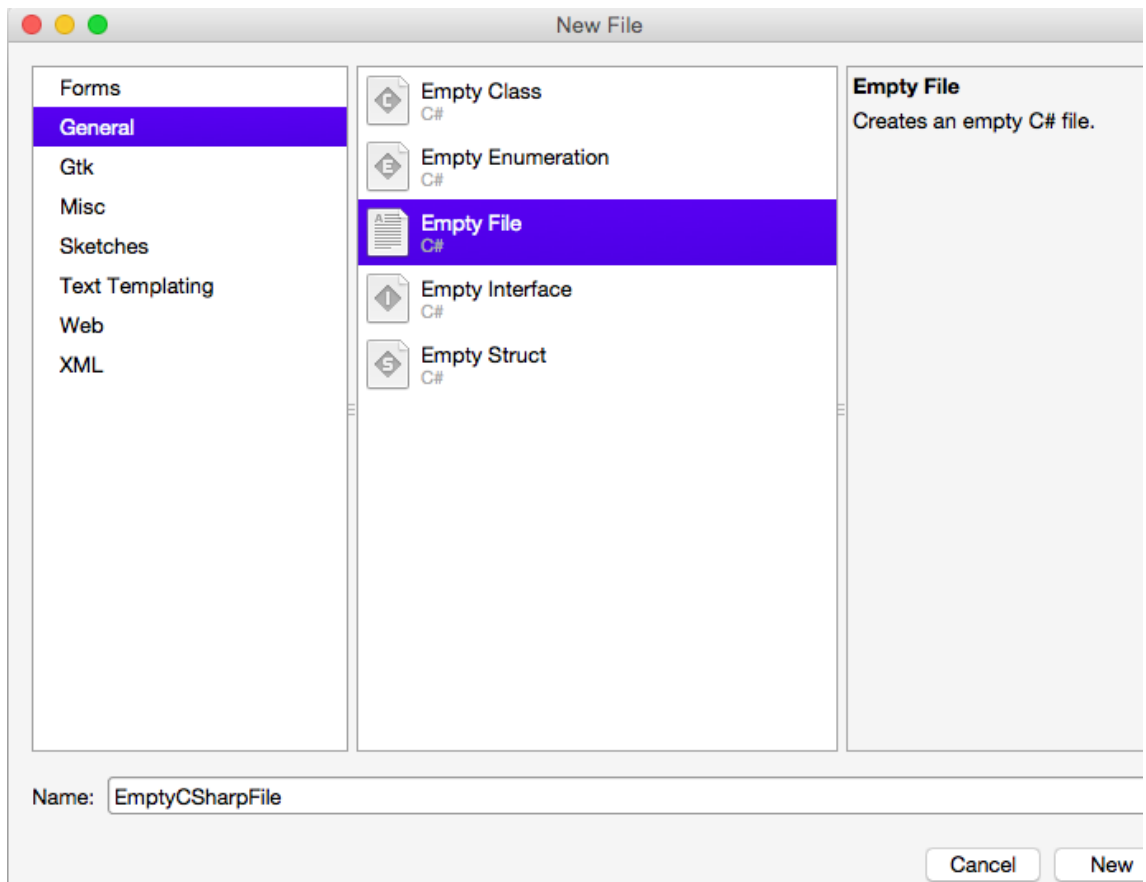 New File
Forms
General
Gtk
Misc
Sketches
Text Templating
Web
XML
Empty Class
C#
Empty Enumeration
C#
Empty File
C#
Empty Interface
C#
Empty Struct
C#
Empty File
Creates an empty C# file.
Name: EmptyCSharpFile
Cancel New